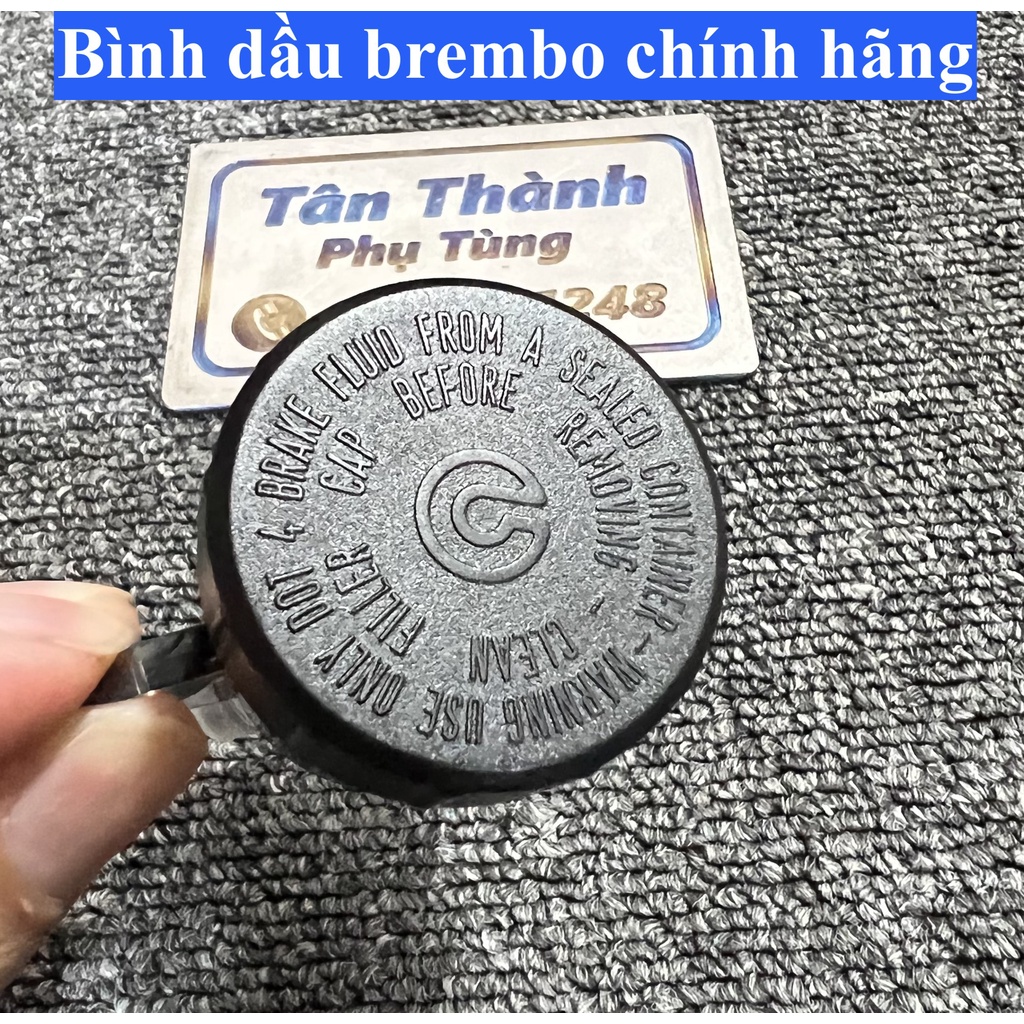 Bình dầu brembo chính hãng
Tân Thành
Phụ Tùng
248
WARNING USE ONLY DOT 4 BRAKE FLUID FROM A SEALED CONTAINER -
CLEAN FILLER CAP BEFORE REMOVING -